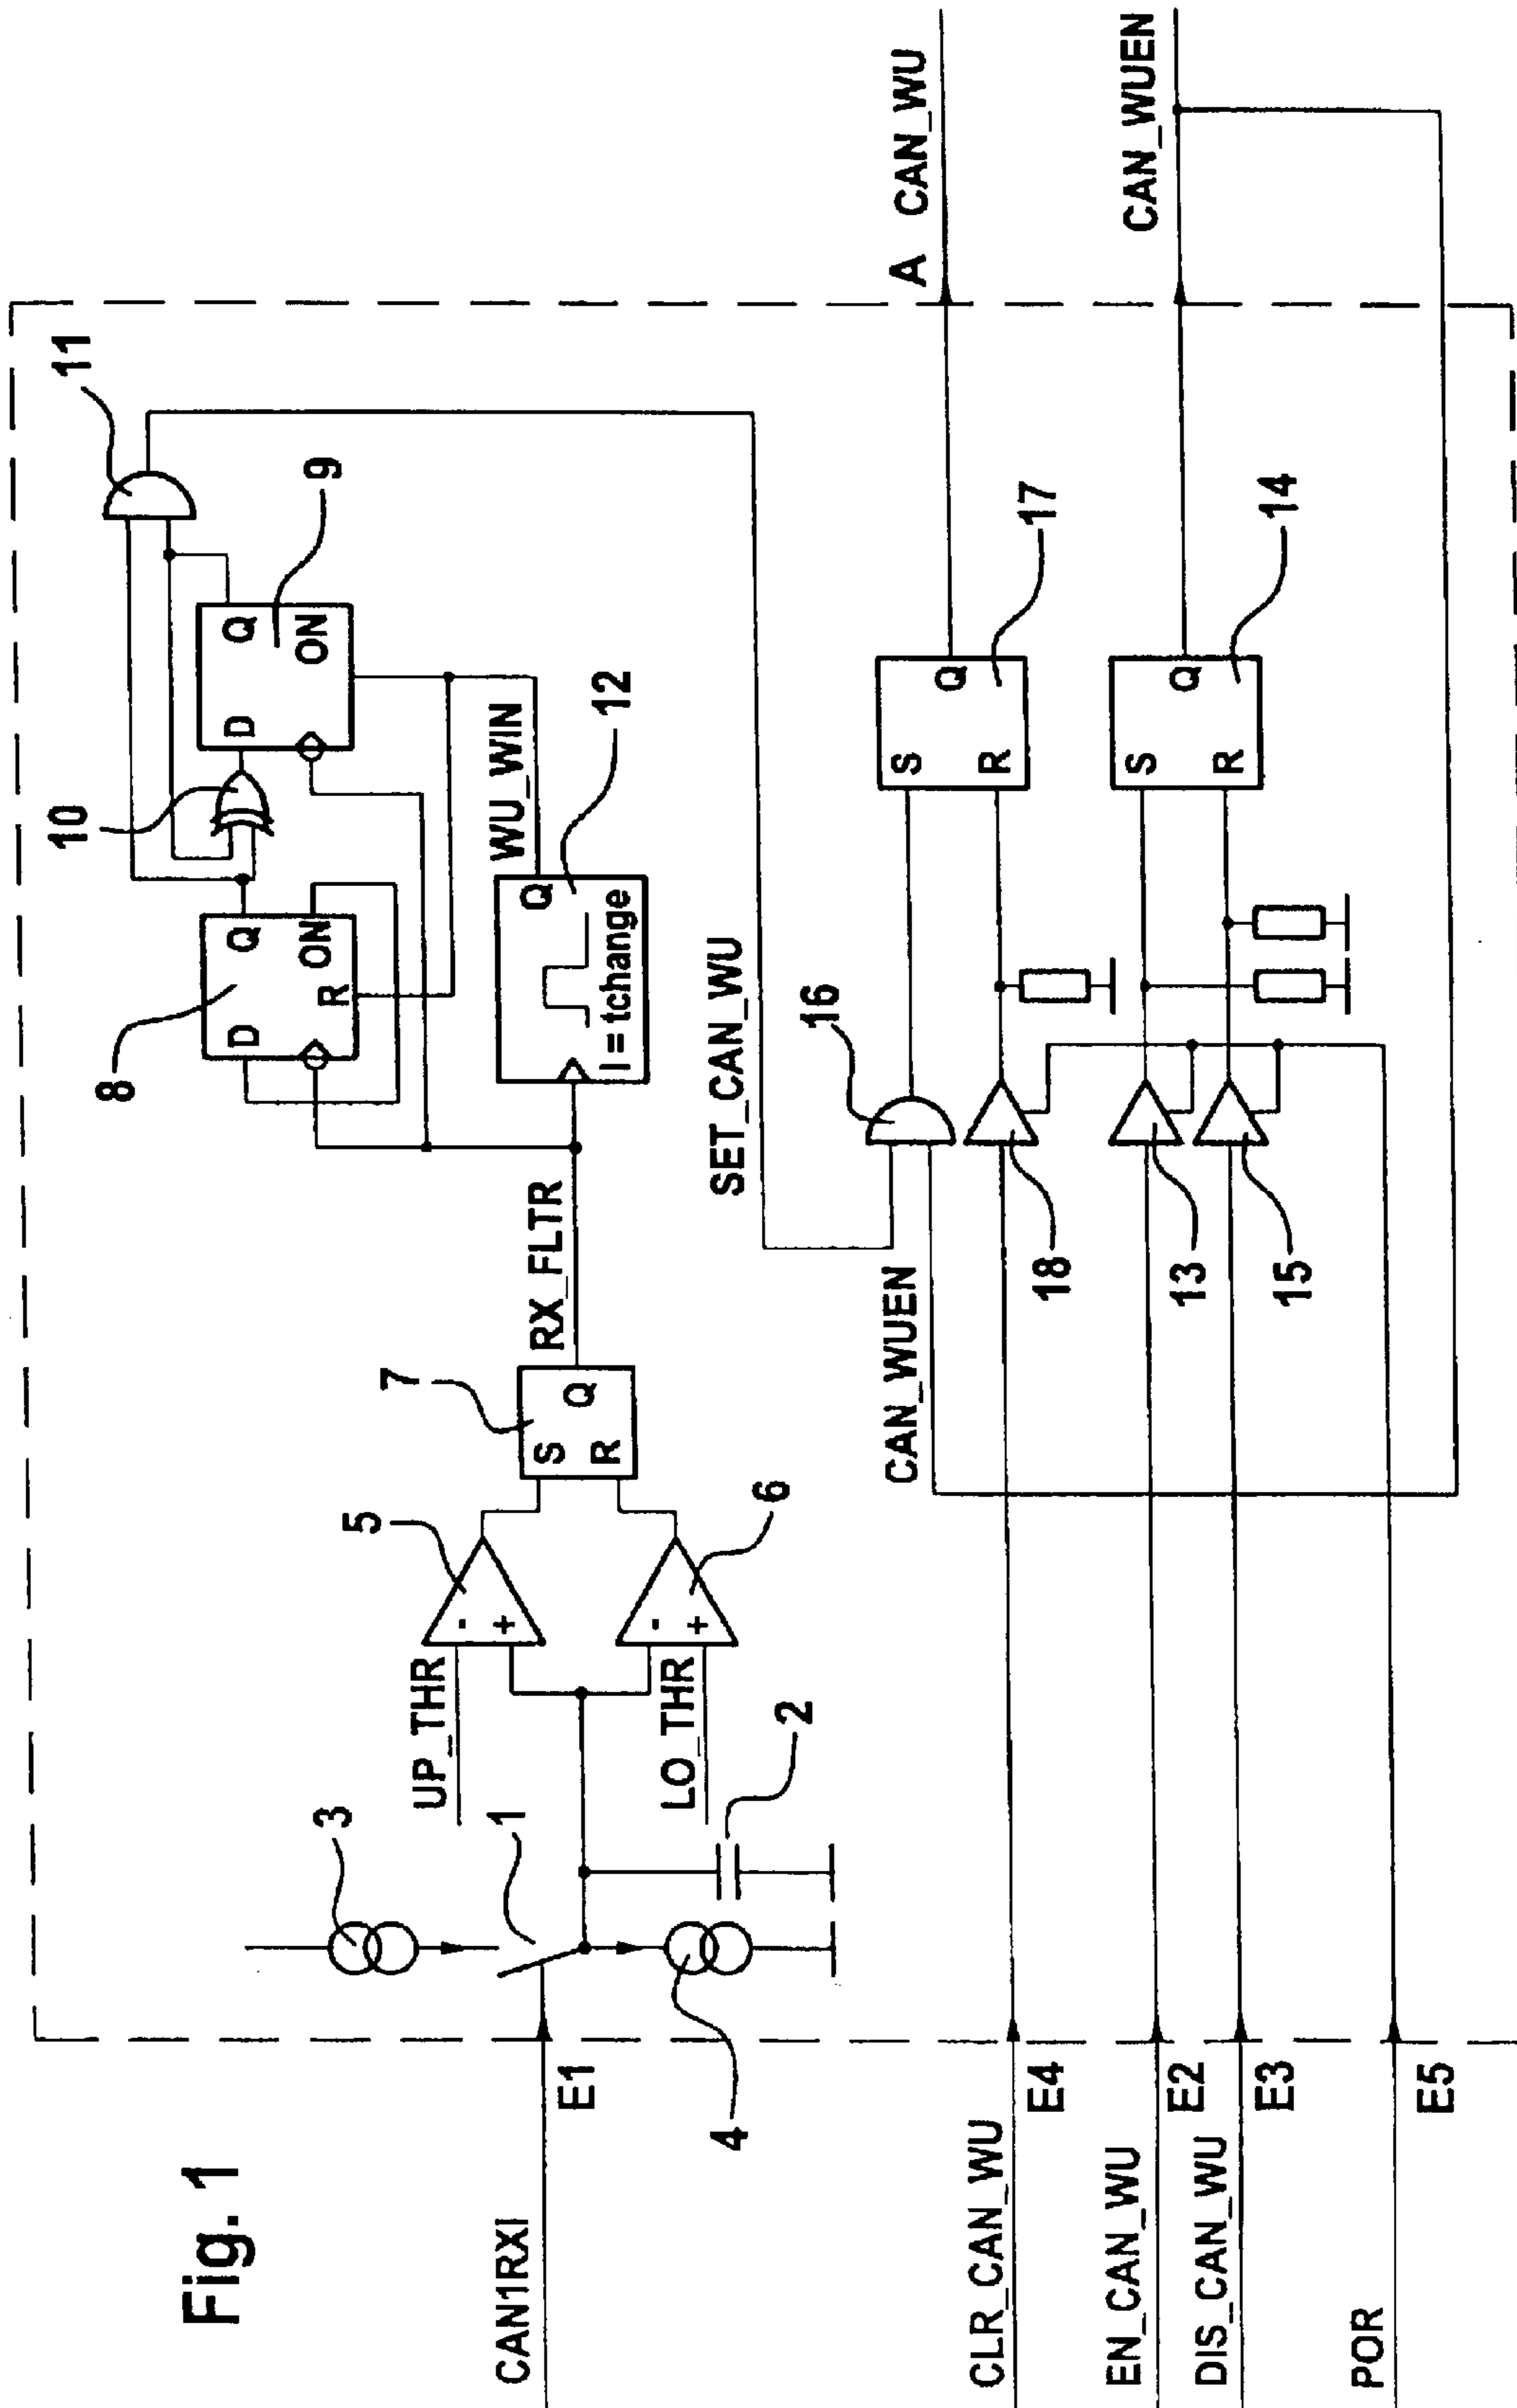 Fig. 1
CAN1RXI
E1
CLR_CAN_WU
E4
EN_CAN_WU
E2
DIS_CAN_WU
E3
POR
E5
3
1
4
2
UP_THR
LO_THR
-
+
5
-
+
6
7
S
Q
R
RX_FLTR
8
D
Q
ON
R
10
D
Q
ON
9
11
WU_WIN
Q
12
I = tchange
SET_CAN_WU
CAN_WUEN
16
18
13
15
S
Q
R
17
S
Q
R
14
A CAN_WU
CAN_WUEN